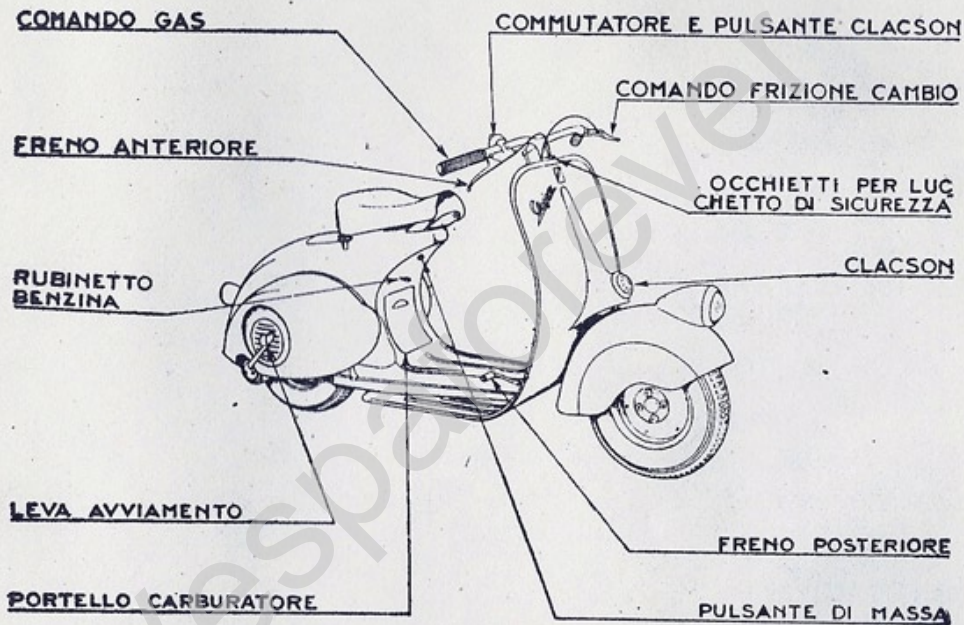 COMANDO GAS
COMMUTATORE E PULSANTE CLACSON
COMANDO FRIZIONE CAMBIO
FRENO ANTERIORE
OCCHIETTI PER LUC
CHETTO DI SICUREZZA
CLACSON
RUBINETTO
BENZINA
LEVA AVVIAMENTO
FRENO POSTERIORE
PORTELLO CARBURATORE
PULSANTE DI MASSA
Vespa
vespaforever